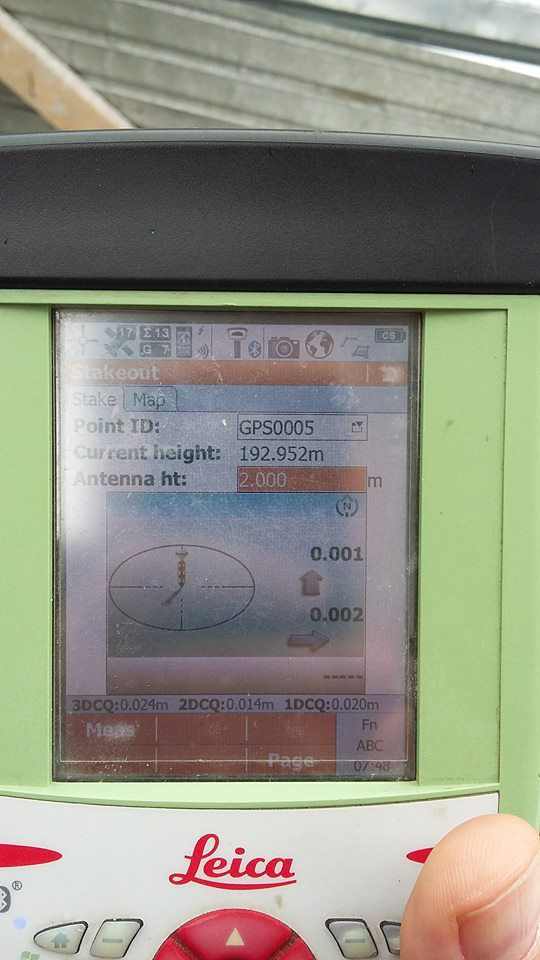 17 Σ13 CS
G 7
Stakeout
Stake Map
Point ID: GPS0005
Current height: 192.952m
Antenna ht: 2.000 m
N
0.001
0.002
-----
3DCQ:0.024m 2DCQ:0.014m 1DCQ:0.020m
Meas Fn
ABC
Page 07:48
Leica
®